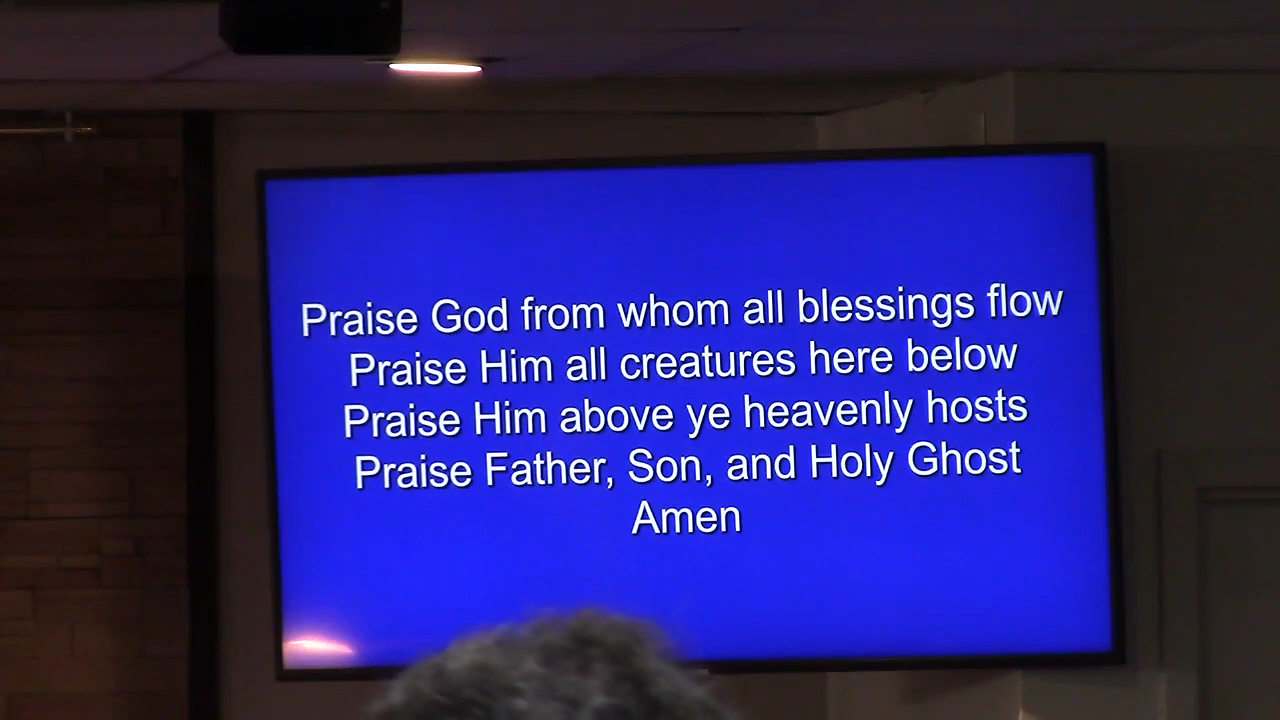 Praise God from whom all blessings flow
Praise Him all creatures here below
Praise Him above ye heavenly hosts
Praise Father, Son, and Holy Ghost
Amen